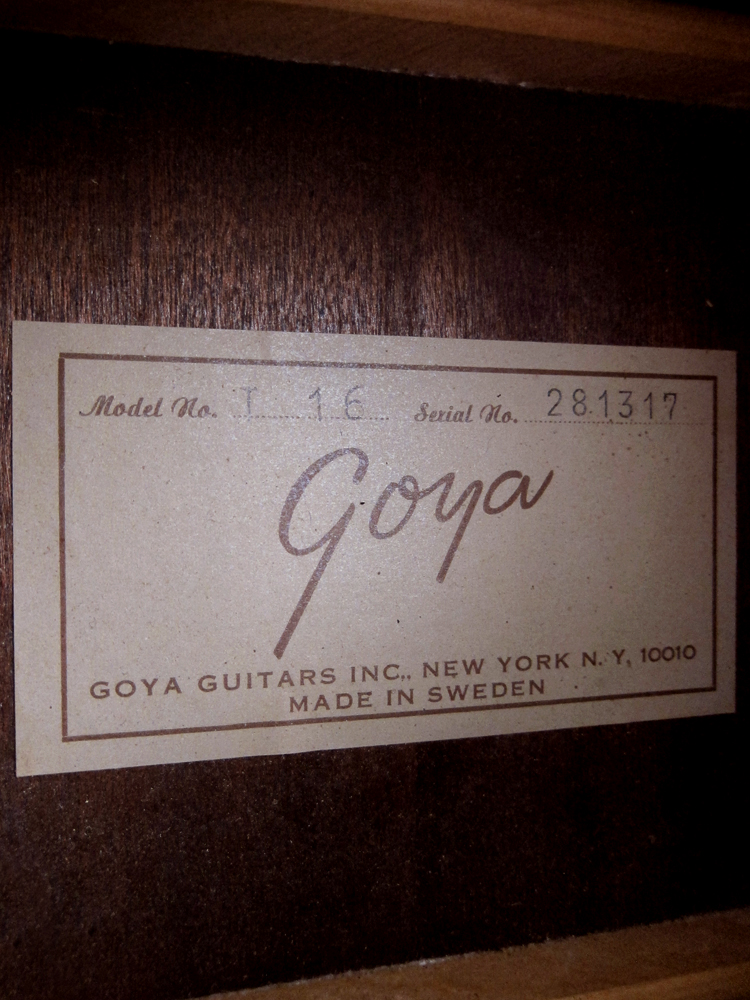 Model No. T 16 Serial No. 281317
Goya
GOYA GUITARS INC., NEW YORK N. Y, 10010
MADE IN SWEDEN